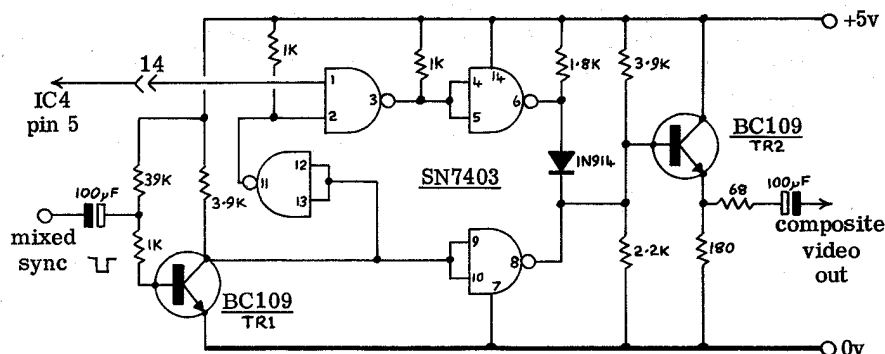 +5v
1K
14
IC4
pin 5
1
2
3
1K
4
5
14
6
1·8K
3·9K
BC109
TR2
39K
3·9K
11
12
13
SN7403
1N914
68
100µF
composite
video
out
100µF
mixed
sync
1K
9
10
8
7
2·2K
180
BC109
TR1
0v